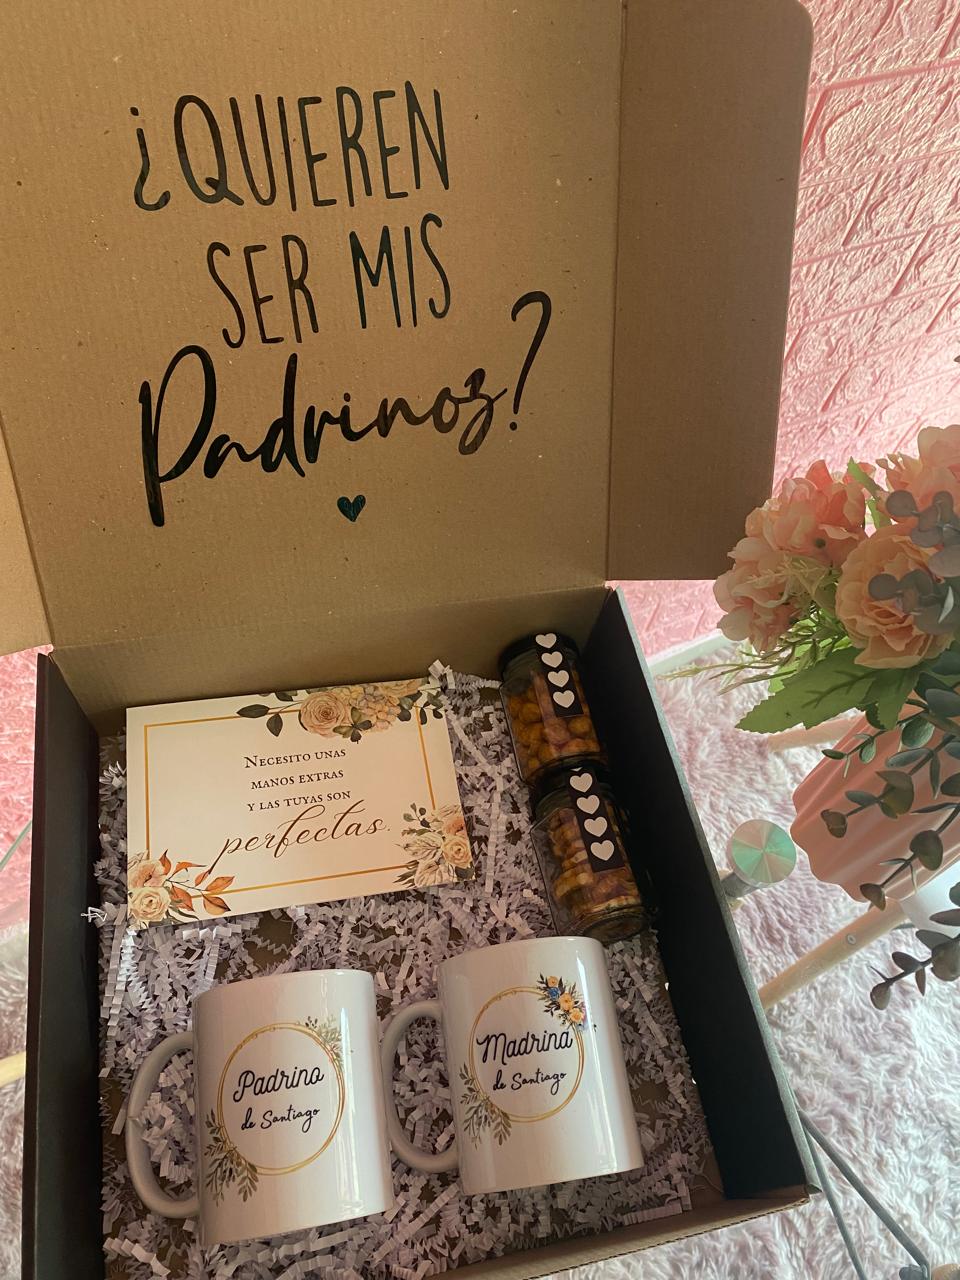 ¿QUIEREN
SER MIS
Padrinos?
NECESITO UNAS
MANOS EXTRAS
Y LAS TUYAS SON
perfectas.
Padrino
de Santiago
Madrina
de Santiago